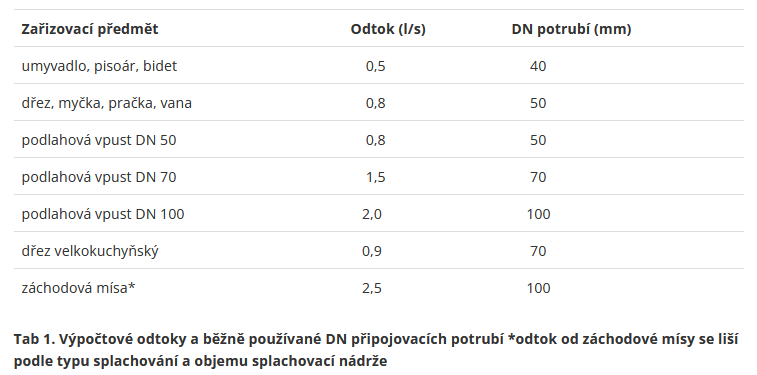 Zařizovací předmět Odtok (l/s) DN potrubí (mm)
umyvadlo, pisoár, bidet 0,5 40
dřez, myčka, pračka, vana 0,8 50
podlahová vpust DN 50 0,8 50
podlahová vpust DN 70 1,5 70
podlahová vpust DN 100 2,0 100
dřez velkokuchyňský 0,9 70
záchodová mísa* 2,5 100
Tab 1. Výpočtové odtoky a běžně používané DN připojovacích potrubí *odtok od záchodové mísy se liší
podle typu splachování a objemu splachovací nádrže